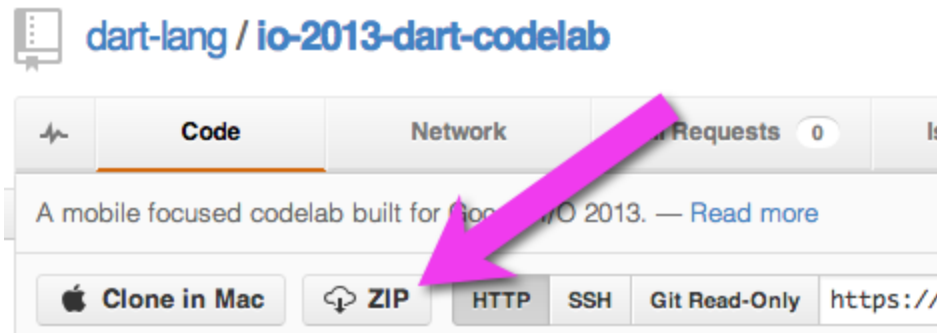 dart-lang / io-2013-dart-codelab
Code Network Requests 0
A mobile focused codelab built for I/O 2013. — Read more
Clone in Mac ZIP HTTP SSH Git Read-Only https://